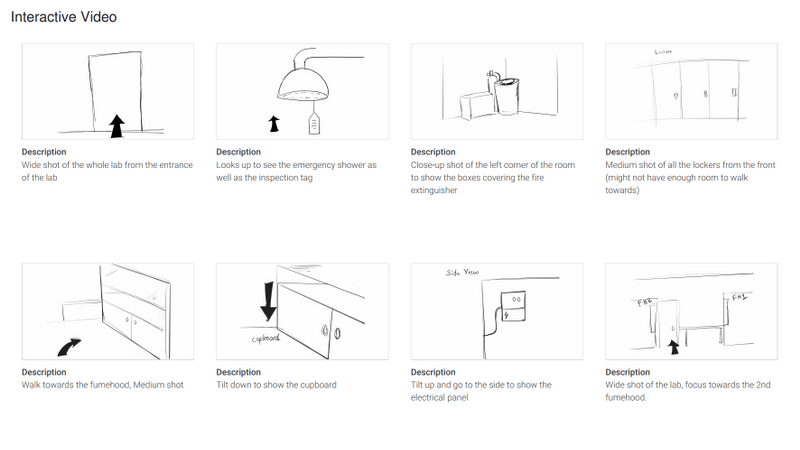 Interactive Video
Description
Wide shot of the whole lab from the entrance
of the lab
Description
Looks up to see the emergency shower as
well as the inspection tag
Description
Close-up shot of the left corner of the room
to show the boxes covering the fire
extinguisher
Description
Medium shot of all the lockers from the front
(might not have enough room to walk
towards)
Description
Walk towards the fumehood, Medium shot
cupboard
Description
Tilt down to show the cupboard
Side View
Description
Tilt up and go to the side to show the
electrical panel
FH2
FH1
Description
Wide shot of the lab, focus towards the 2nd
fumehood.